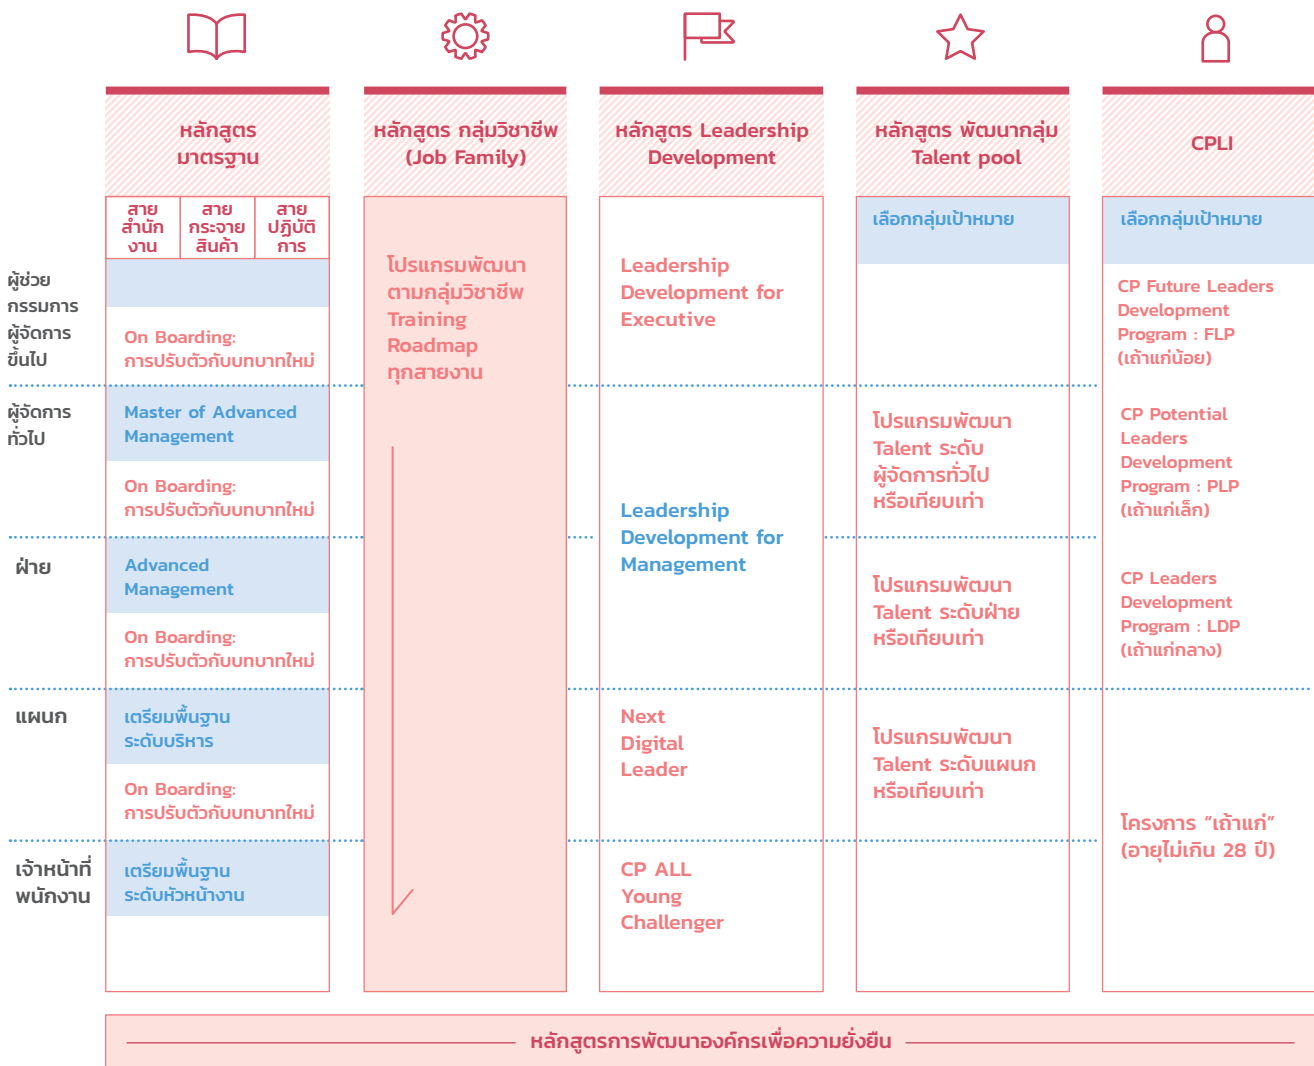 หลักสูตร
มาตรฐาน
หลักสูตร กลุ่มวิชาชีพ
(Job Family)
หลักสูตร Leadership
Development
หลักสูตร พัฒนากลุ่ม
Talent pool
CPLI
สาย
สำนัก
งาน
สาย
กระจาย
สินค้า
สาย
ปฏิบัติ
การ
เลือกกลุ่มเป้าหมาย
เลือกกลุ่มเป้าหมาย
ผู้ช่วย
กรรมการ
ผู้จัดการ
ขึ้นไป
On Boarding:
การปรับตัวกับบทบาทใหม่
โปรแกรมพัฒนา
ตามกลุ่มวิชาชีพ
Training
Roadmap
ทุกสายงาน
Leadership
Development for
Executive
CP Future Leaders
Development
Program : FLP
(เถ้าแก่น้อย)
ผู้จัดการ
ทั่วไป
Master of Advanced
Management
On Boarding:
การปรับตัวกับบทบาทใหม่
Leadership
Development for
Management
โปรแกรมพัฒนา
Talent ระดับ
ผู้จัดการทั่วไป
หรือเทียบเท่า
CP Potential
Leaders
Development
Program : PLP
(เถ้าแก่เล็ก)
ฝ่าย
Advanced
Management
On Boarding:
การปรับตัวกับบทบาทใหม่
โปรแกรมพัฒนา
Talent ระดับฝ่าย
หรือเทียบเท่า
CP Leaders
Development
Program : LDP
(เถ้าแก่กลาง)
แผนก
เตรียมพื้นฐาน
ระดับบริหาร
On Boarding:
การปรับตัวกับบทบาทใหม่
Next
Digital
Leader
โปรแกรมพัฒนา
Talent ระดับแผนก
หรือเทียบเท่า
โครงการ “เถ้าแก่”
(อายุไม่เกิน 28 ปี)
เจ้าหน้าที่
พนักงาน
เตรียมพื้นฐาน
ระดับหัวหน้างาน
CP ALL
Young
Challenger
หลักสูตรการพัฒนาองค์กรเพื่อความยั่งยืน